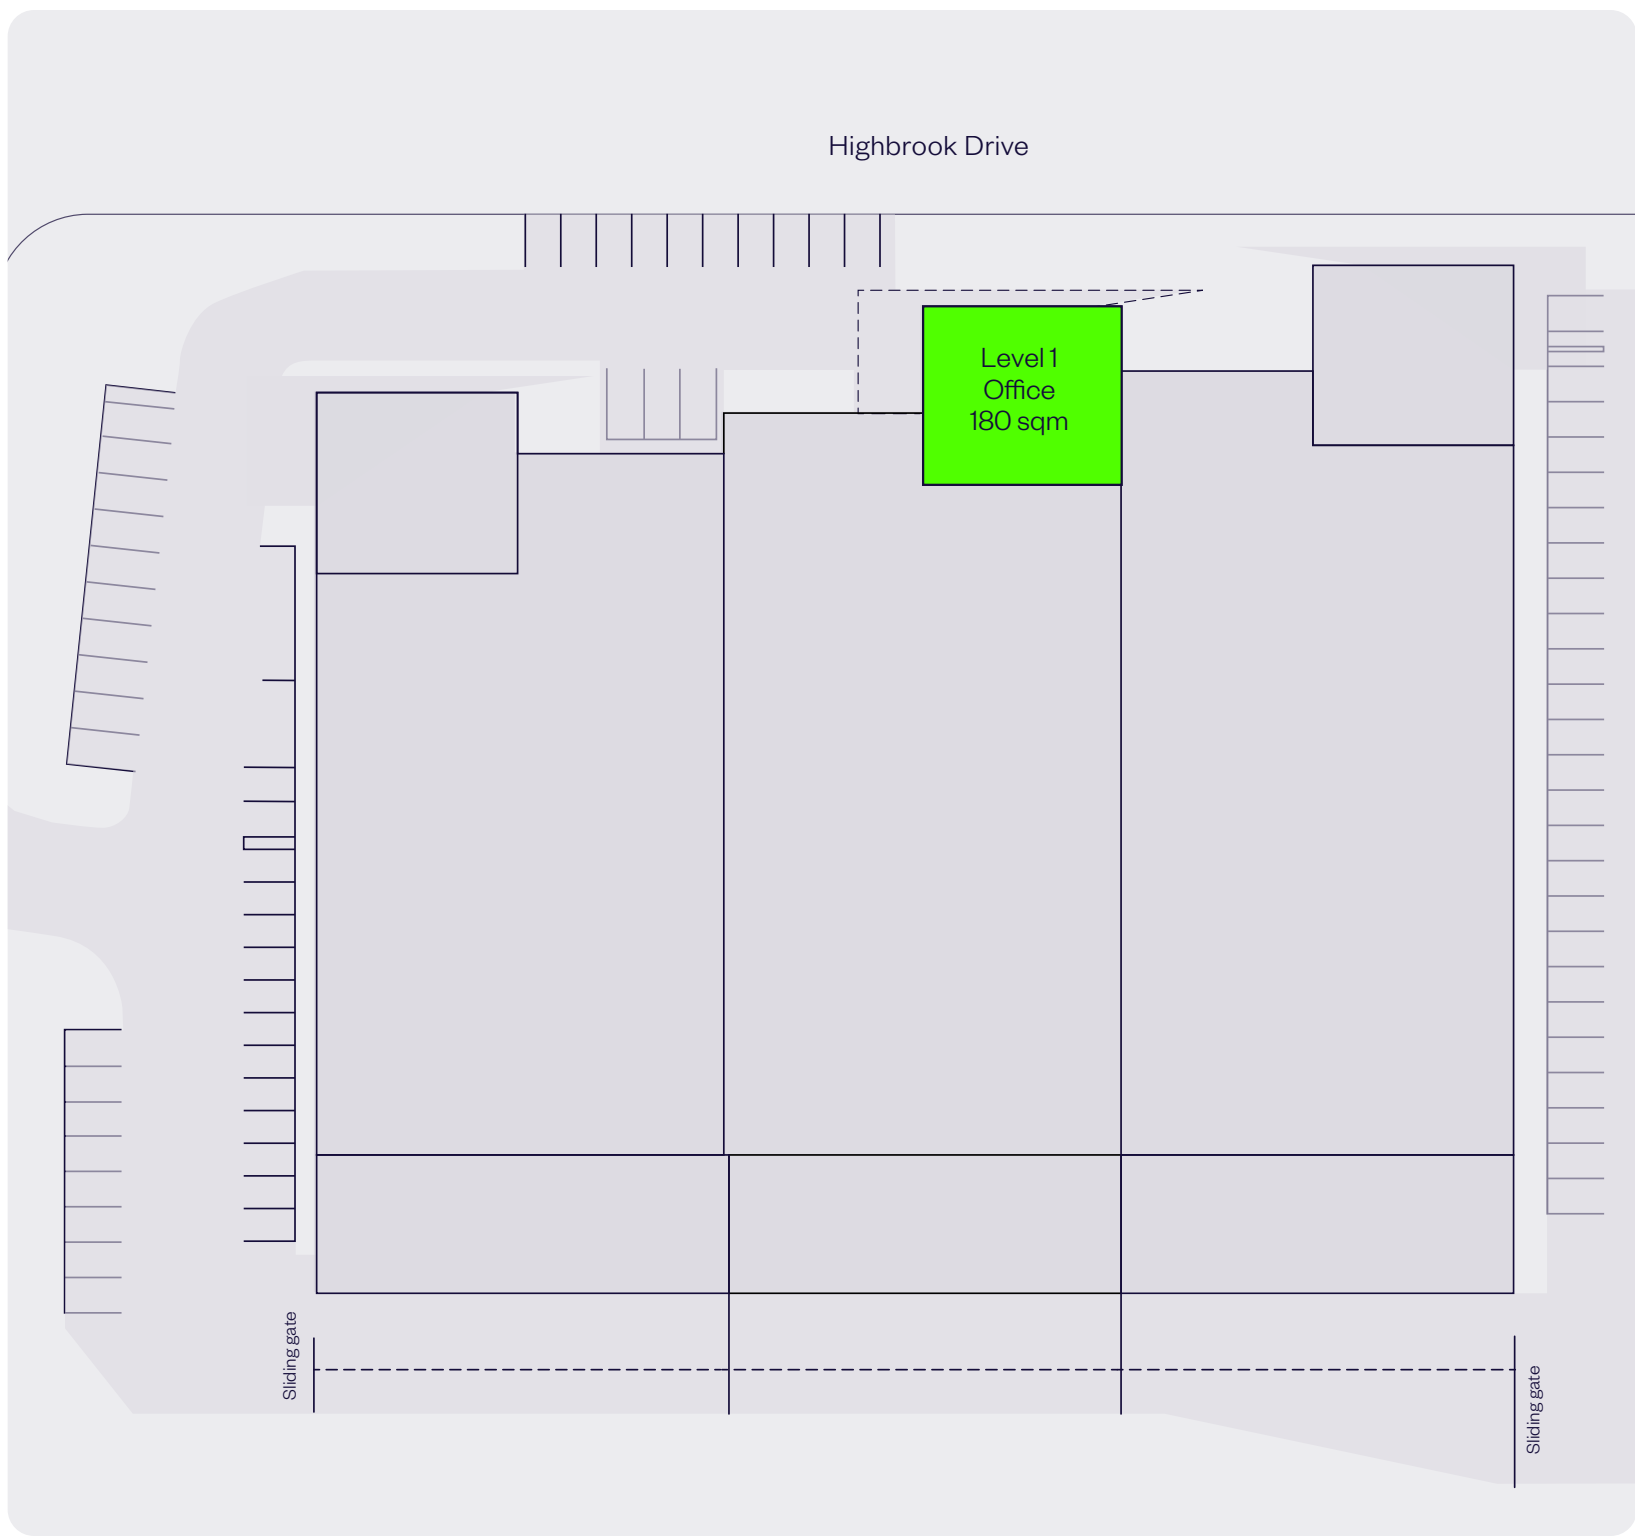 Highbrook Drive
Level 1
Office
180 sqm
Sliding gate
Sliding gate